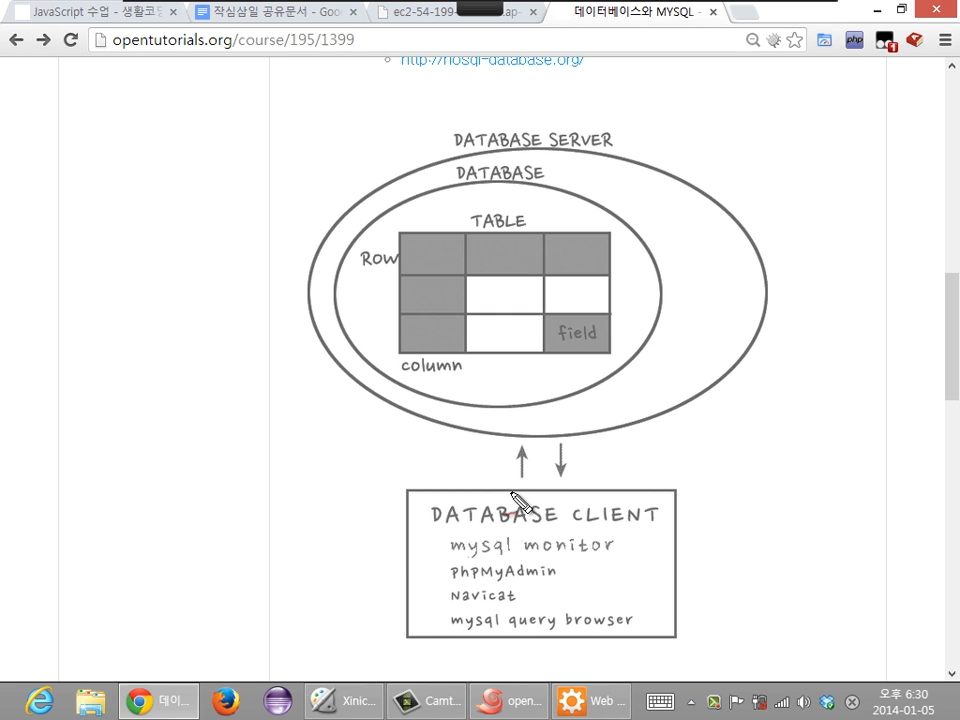 JavaScript 수업 - 생활코딩
작심삼일 공유문서 - Goo
ec2-54-199-
.ap-
데이터베이스와 MYSQL -
opentutorials.org/course/195/1399
php
1
http://nosql-database.org/
DATABASE SERVER
DATABASE
TABLE
Row
field
column
DATABASE CLIENT
mysql monitor
phpMyAdmin
Navicat
mysql query browser
데이...
Xinic...
Camt...
open...
Web ...
오후 6:30
2014-01-05